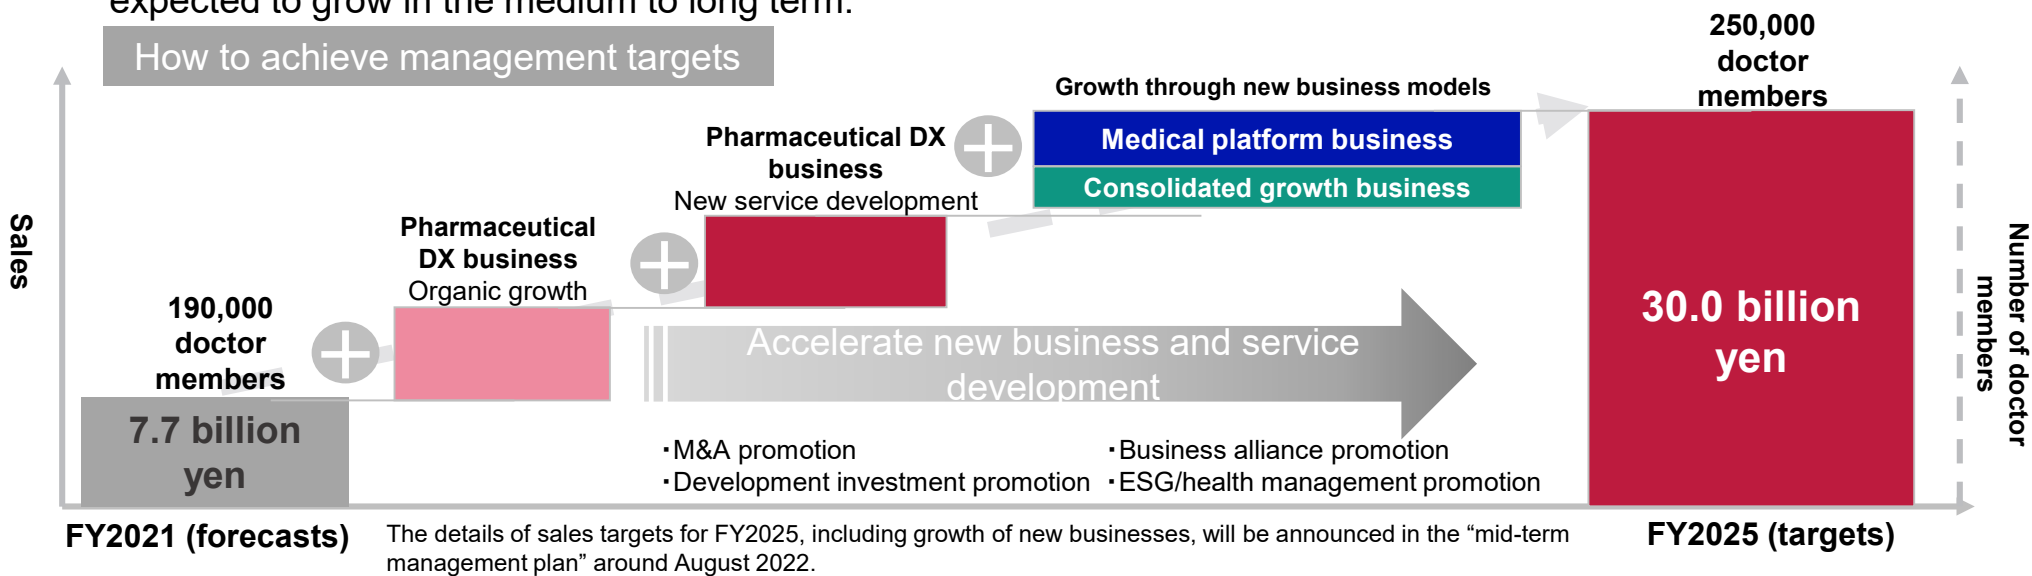 expected to grow in the medium to long term.
How to achieve management targets
Sales
190,000
doctor
members
7.7 billion
yen
FY2021 (forecasts)
Pharmaceutical
DX business
Organic growth
Pharmaceutical DX
business
New service development
Growth through new business models
Medical platform business
Consolidated growth business
Accelerate new business and service
development
・M&A promotion
・Development investment promotion
・Business alliance promotion
・ESG/health management promotion
250,000
doctor
members
30.0 billion
yen
FY2025 (targets)
Number of doctor
members
The details of sales targets for FY2025, including growth of new businesses, will be announced in the “mid-term
management plan” around August 2022.